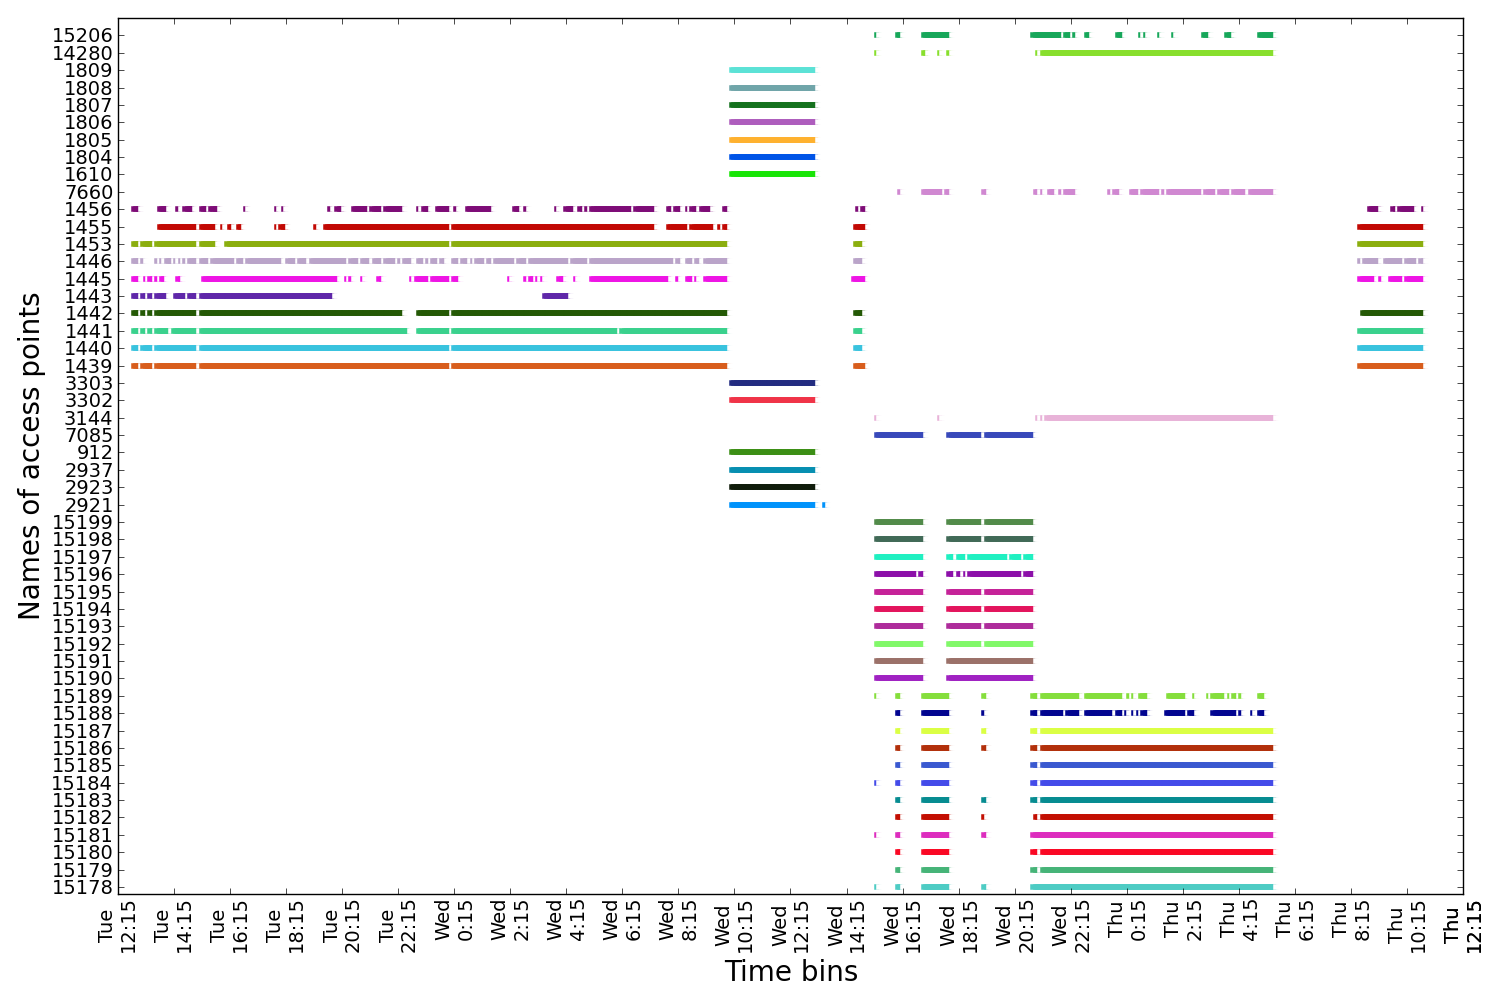 15206
14280
1809
1808
1807
1806
1805
1804
1610
7660
1456
1455
1453
1446
1445
1443
1442
1441
1440
1439
3303
3302
3144
7085
912
2937
2923
2921
15199
15198
15197
15196
15195
15194
15193
15192
15191
15190
15189
15188
15187
15186
15185
15184
15183
15182
15181
15180
15179
15178
Names of access points
Tue
12:15
Tue
14:15
Tue
16:15
Tue
18:15
Tue
20:15
Tue
22:15
Wed
0:15
Wed
2:15
Wed
4:15
Wed
6:15
Wed
8:15
Wed
10:15
Wed
12:15
Wed
14:15
Wed
16:15
Wed
18:15
Wed
20:15
Wed
22:15
Thu
0:15
Thu
2:15
Thu
4:15
Thu
6:15
Thu
8:15
Thu
10:15
Thu
12:15
Time bins